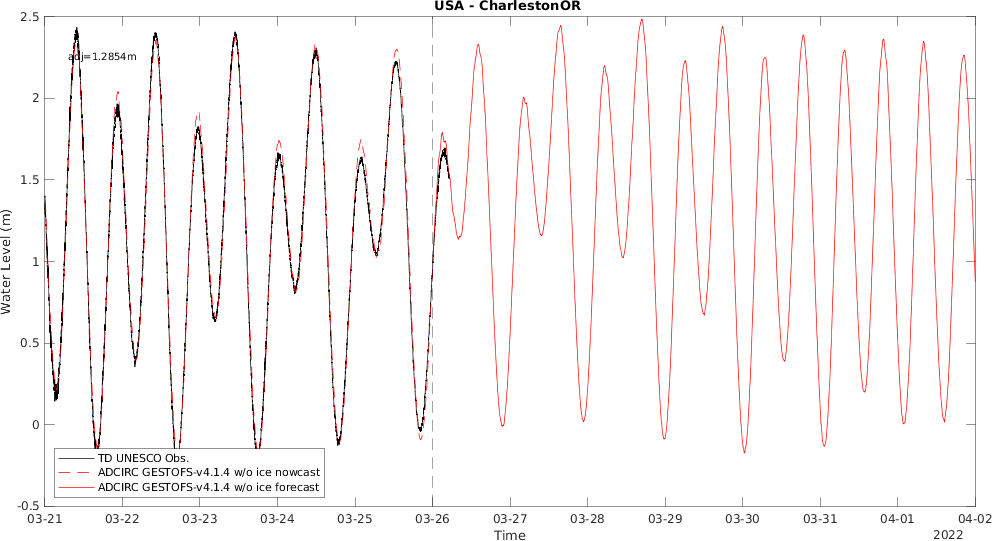 USA - CharlestonOR
adj=1.2854m
2.5
2
1.5
1
0.5
0
-0.5
Water Level (m)
TD UNESCO Obs.
ADCIRC GESTOFS-v4.1.4 w/o ice nowcast
ADCIRC GESTOFS-v4.1.4 w/o ice forecast
03-21 03-22 03-23 03-24 03-25 03-26 03-27 03-28 03-29 03-30 03-31 04-01 04-02
Time
2022